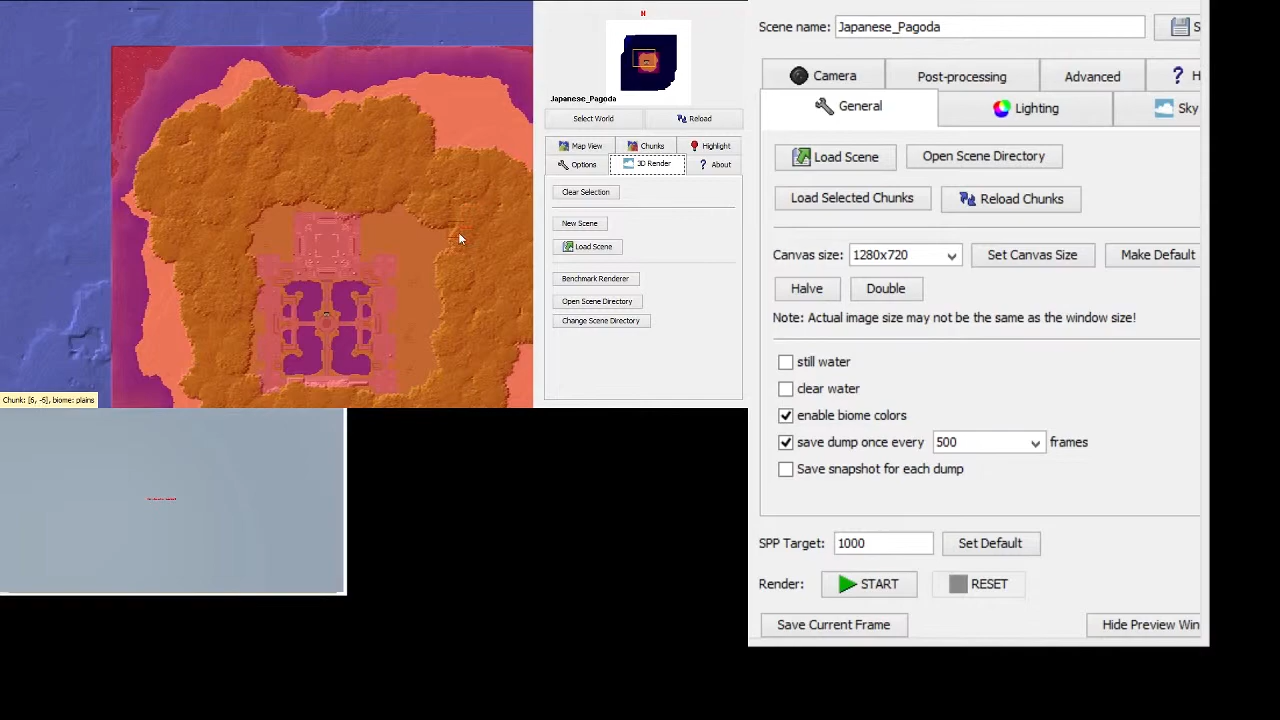 N
Japanese_Pagoda
Select World
Reload
Map View
Chunks
Highlight
Options
3D Render
About
Clear Selection
New Scene
Load Scene
Benchmark Renderer
Open Scene Directory
Change Scene Directory
Chunk: [6, -5], biome: plains
Scene name: Japanese_Pagoda S
Camera
Post-processing
Advanced
? H
General
Lighting
Sky
Load Scene
Open Scene Directory
Load Selected Chunks
Reload Chunks
Canvas size: 1280x720
Set Canvas Size
Make Default
Halve
Double
Note: Actual image size may not be the same as the window size!
still water
clear water
enable biome colors
save dump once every 500 frames
Save snapshot for each dump
SPP Target: 1000
Set Default
Render: START
RESET
Save Current Frame
Hide Preview Win